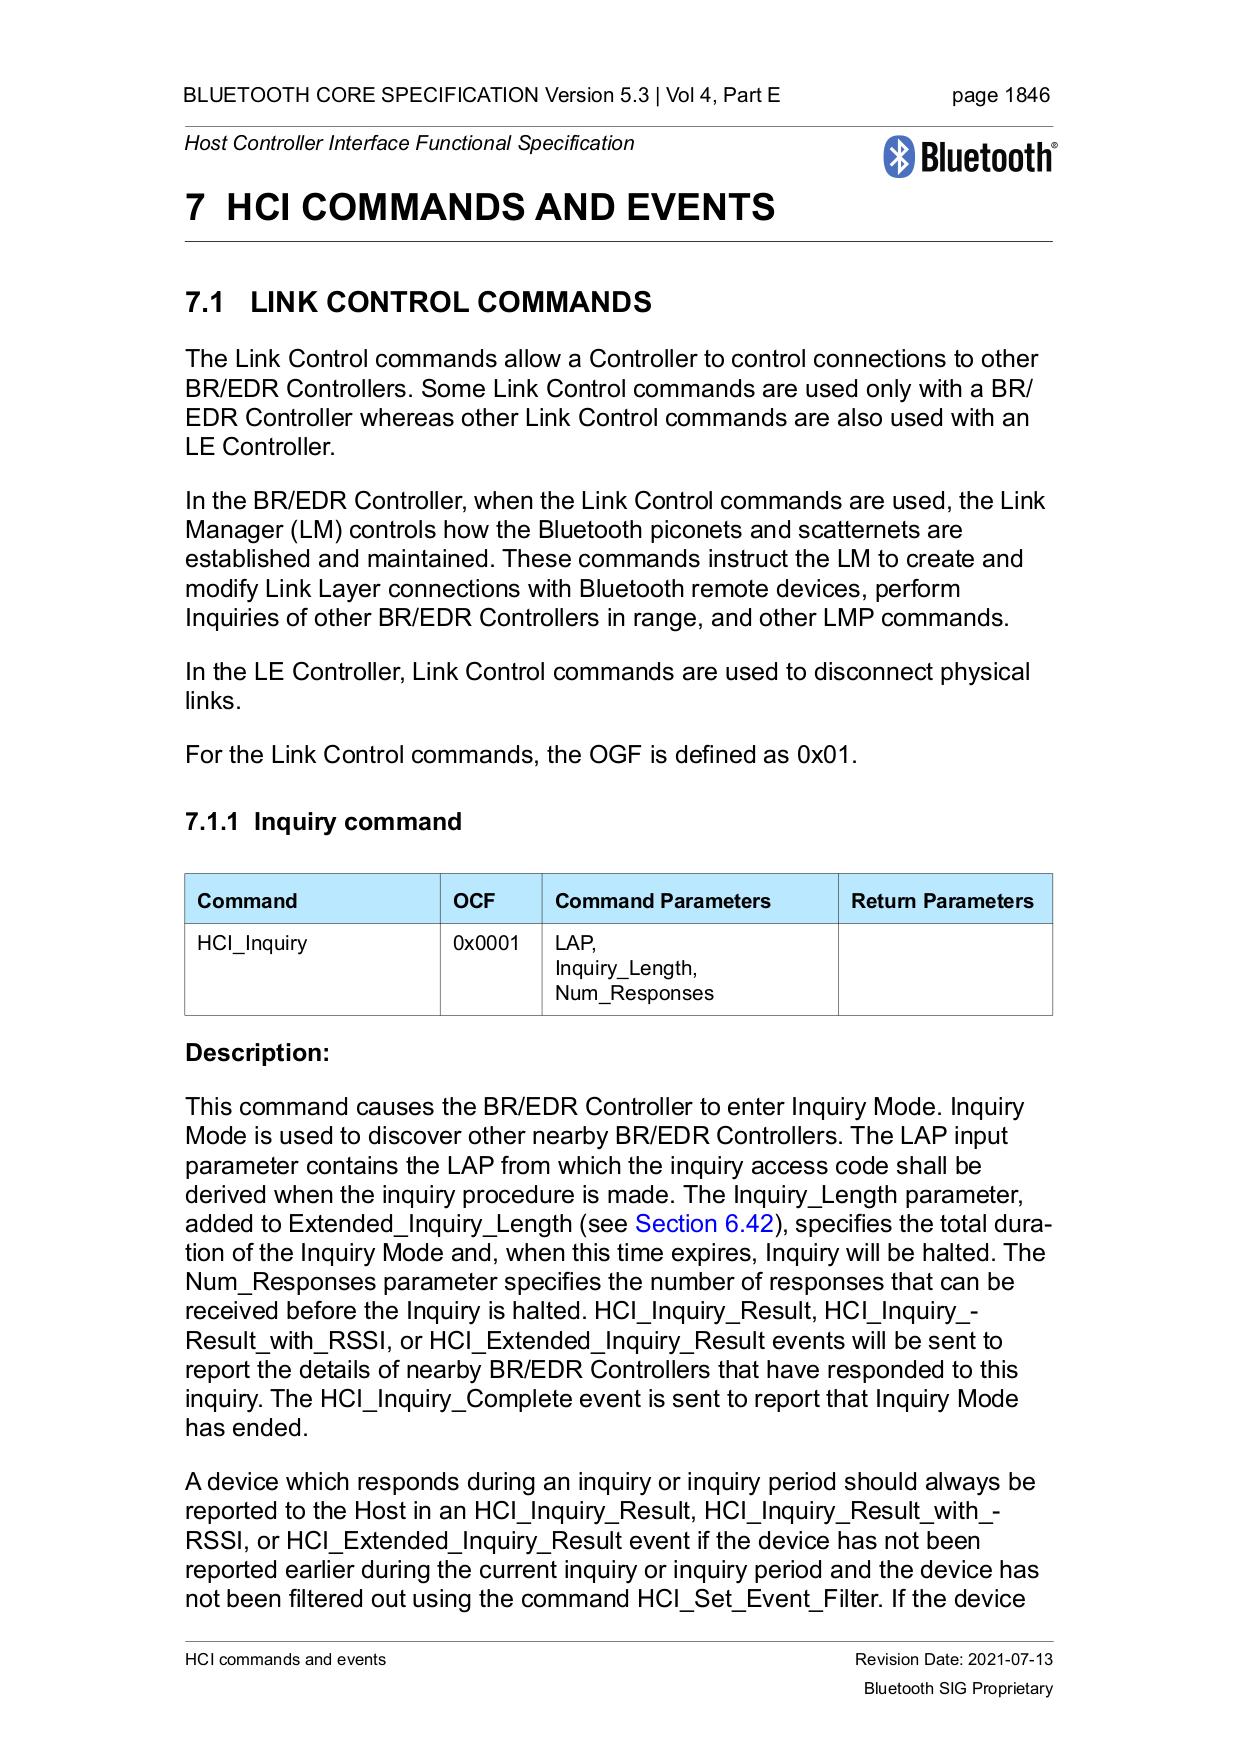 BLUETOOTH CORE SPECIFICATION Version 5.3 | Vol 4, Part E page 1846
Host Controller Interface Functional Specification
Bluetooth®
7 HCI COMMANDS AND EVENTS
7.1 LINK CONTROL COMMANDS
The Link Control commands allow a Controller to control connections to other
BR/EDR Controllers. Some Link Control commands are used only with a BR/
EDR Controller whereas other Link Control commands are also used with an
LE Controller.
In the BR/EDR Controller, when the Link Control commands are used, the Link
Manager (LM) controls how the Bluetooth piconets and scatternets are
established and maintained. These commands instruct the LM to create and
modify Link Layer connections with Bluetooth remote devices, perform
Inquiries of other BR/EDR Controllers in range, and other LMP commands.
In the LE Controller, Link Control commands are used to disconnect physical
links.
For the Link Control commands, the OGF is defined as 0x01.
7.1.1 Inquiry command
Command OCF Command Parameters Return Parameters
HCI_Inquiry 0x0001 LAP,
Inquiry_Length,
Num_Responses
Description:
This command causes the BR/EDR Controller to enter Inquiry Mode. Inquiry
Mode is used to discover other nearby BR/EDR Controllers. The LAP input
parameter contains the LAP from which the inquiry access code shall be
derived when the inquiry procedure is made. The Inquiry_Length parameter,
added to Extended_Inquiry_Length (see Section 6.42), specifies the total dura-
tion of the Inquiry Mode and, when this time expires, Inquiry will be halted. The
Num_Responses parameter specifies the number of responses that can be
received before the Inquiry is halted. HCI_Inquiry_Result, HCI_Inquiry_-
Result_with_RSSI, or HCI_Extended_Inquiry_Result events will be sent to
report the details of nearby BR/EDR Controllers that have responded to this
inquiry. The HCI_Inquiry_Complete event is sent to report that Inquiry Mode
has ended.
A device which responds during an inquiry or inquiry period should always be
reported to the Host in an HCI_Inquiry_Result, HCI_Inquiry_Result_with_-
RSSI, or HCI_Extended_Inquiry_Result event if the device has not been
reported earlier during the current inquiry or inquiry period and the device has
not been filtered out using the command HCI_Set_Event_Filter. If the device
HCI commands and events Revision Date: 2021-07-13
Bluetooth SIG Proprietary